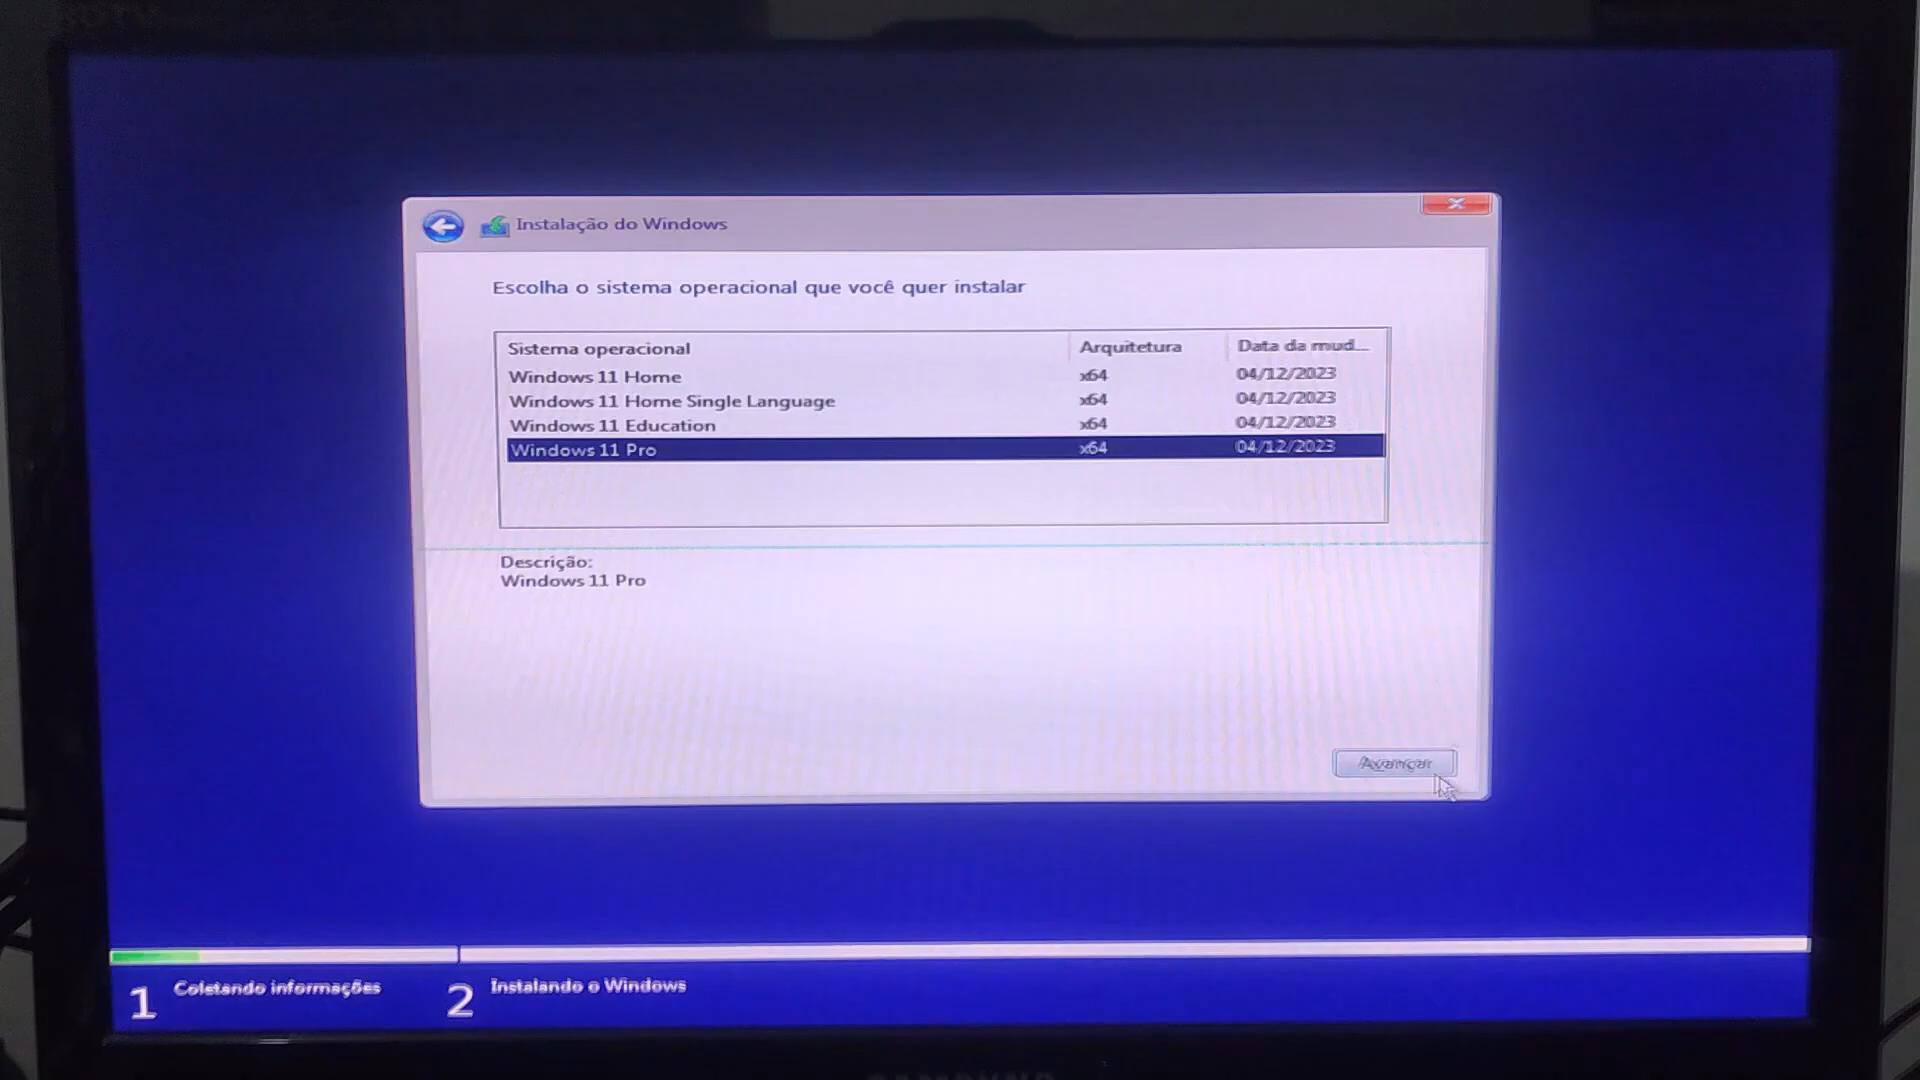 Instalação do Windows
Escolha o sistema operacional que você quer instalar
Sistema operacional Arquitetura Data da mud...
Windows 11 Home x64 04/12/2023
Windows 11 Home Single Language x64 04/12/2023
Windows 11 Education x64 04/12/2023
Windows 11 Pro x64 04/12/2023
Descrição:
Windows 11 Pro
Avançar
1 Coletando informações 2 Instalando o Windows